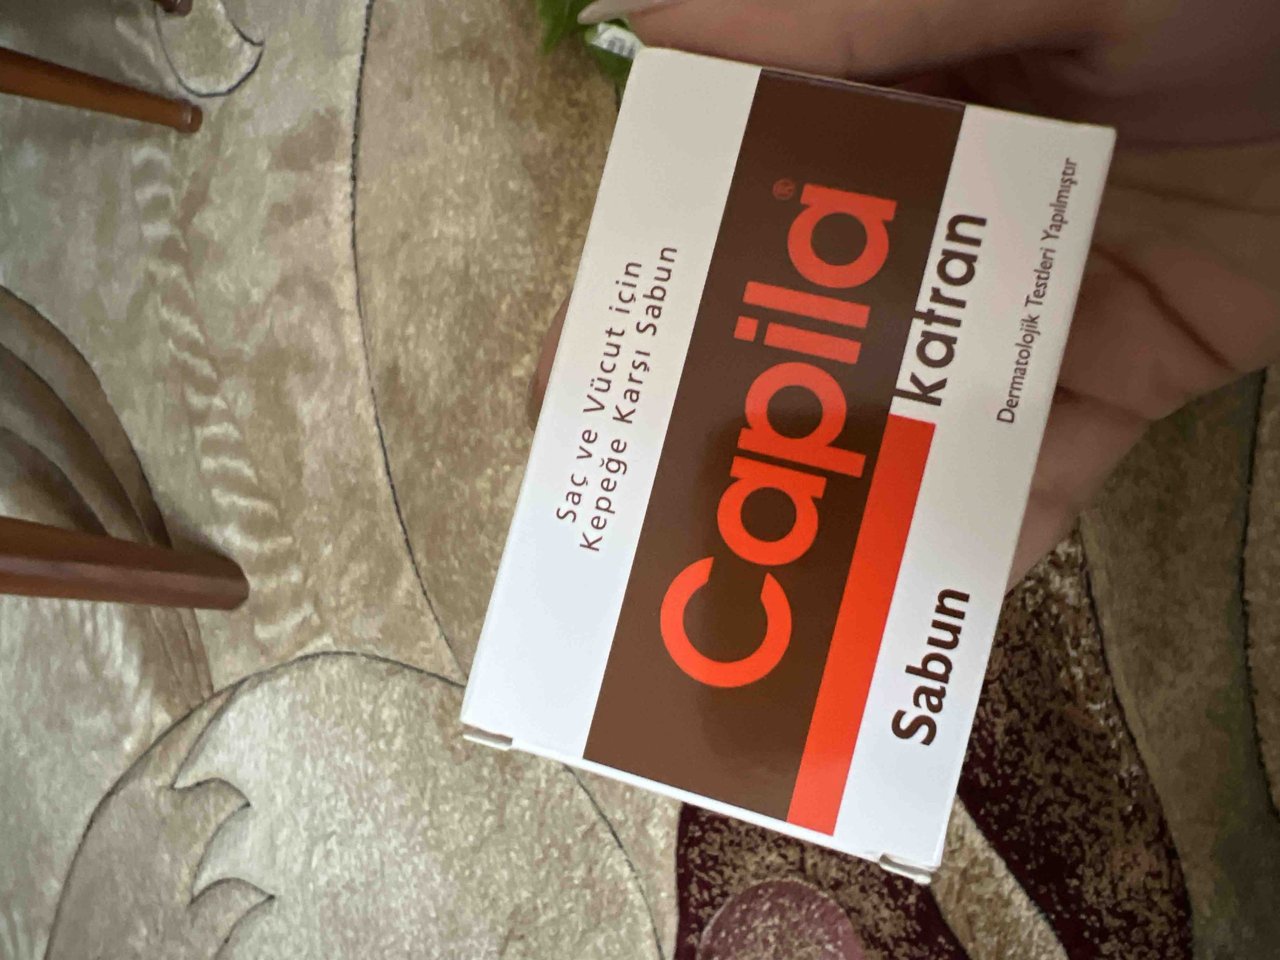 Saç ve Vücut için
Kepeğe Karşı Sabun
Capila®
katran
Sabun
Dermatolojik Testleri Yapılmıştır